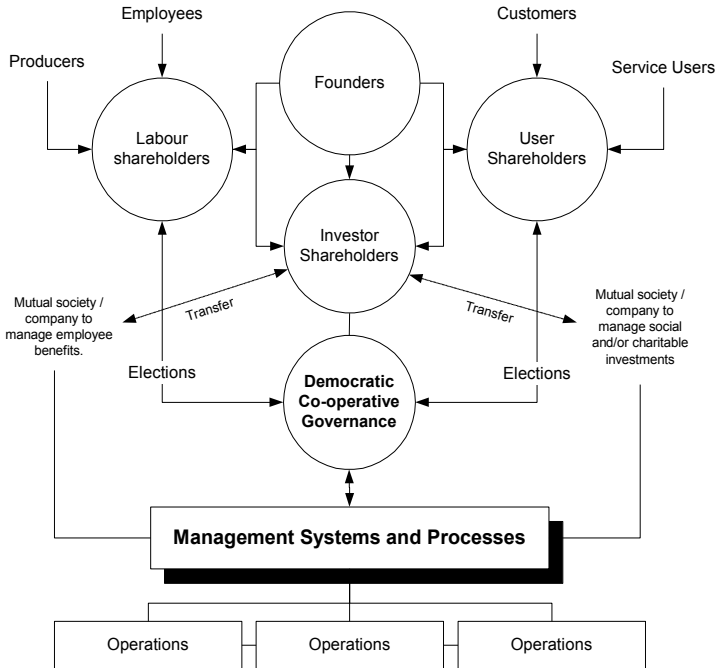 Employees
Customers
Producers
Founders
Service Users
Labour
shareholders
User
Shareholders
Investor
Shareholders
Transfer
Transfer
Mutual society /
company to
manage employee
benefits.
Mutual society /
company to
manage social
and/or charitable
investments
Elections
Elections
Democratic
Co-operative
Governance
Management Systems and Processes
Operations
Operations
Operations